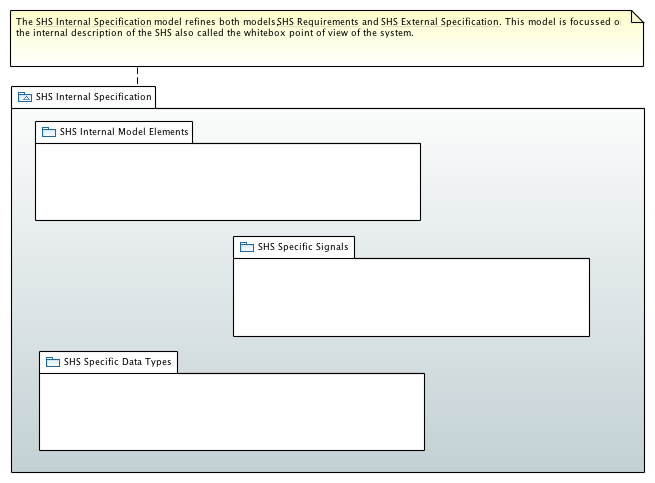 The SHS Internal Specification model refines both models,SHS Requirements and SHS External Specification. This model is focussed o
the internal description of the SHS also called the whitebox point of view of the system.
SHS Internal Specification
SHS Internal Model Elements
SHS Specific Signals
SHS Specific Data Types